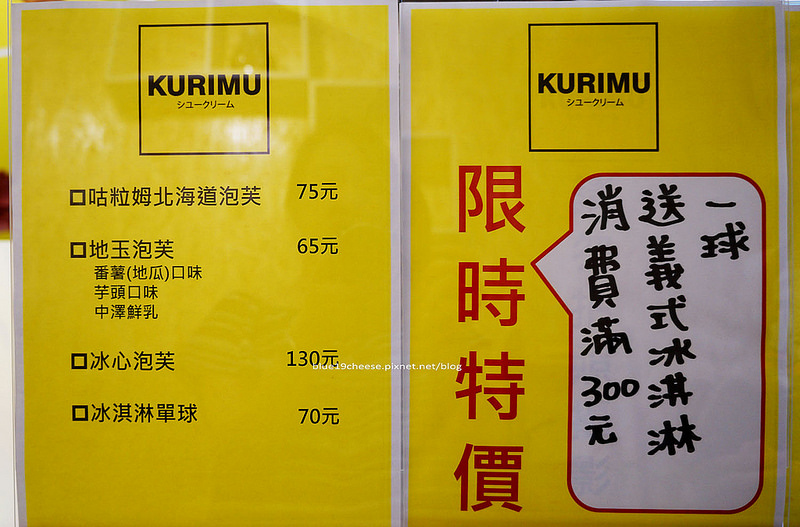 KURIMU
シュークリーム
咕粒姆北海道泡芙 75元
地玉泡芙 65元
番薯(地瓜)口味
芋頭口味
中澤鮮乳
冰心泡芙 130元
冰淇淋單球 70元
blue19cheese.pixnet.net/blog
KURIMU
シュークリーム
限時特價
消費滿300元
送義式冰淇淋
一球